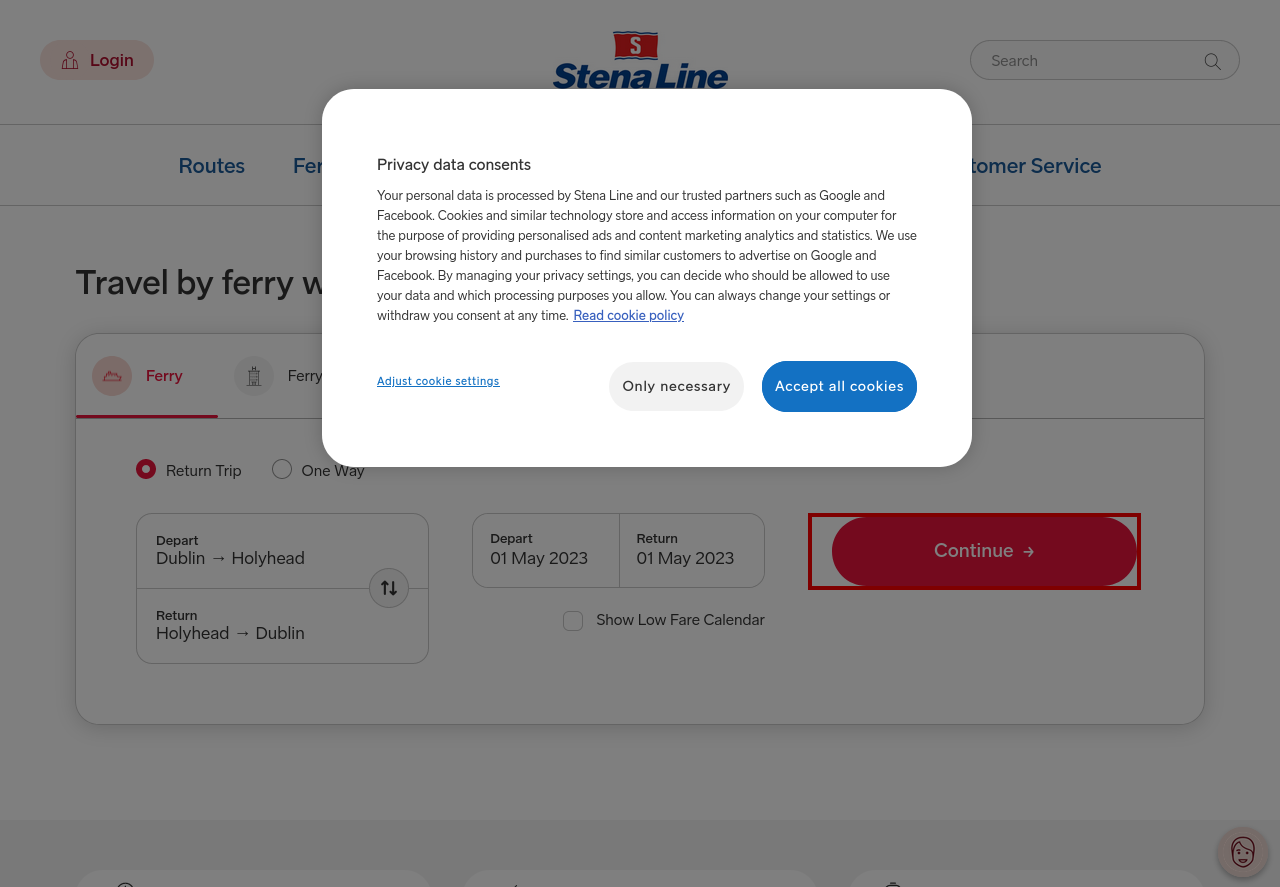 Login
S
Stena Line
Search
Routes
Fer
tomer Service
Privacy data consents
Your personal data is processed by Stena Line and our trusted partners such as Google and
Facebook. Cookies and similar technology store and access information on your computer for
the purpose of providing personalised ads and content marketing analytics and statistics. We use
your browsing history and purchases to find similar customers to advertise on Google and
Facebook. By managing your privacy settings, you can decide who should be allowed to use
your data and which processing purposes you allow. You can always change your settings or
withdraw you consent at any time. Read cookie policy
Adjust cookie settings
Only necessary
Accept all cookies
Travel by ferry w
Ferry
Ferry
Return Trip
One Way
Depart
Dublin → Holyhead
Return
Holyhead → Dublin
Depart
01 May 2023
Return
01 May 2023
Show Low Fare Calendar
Continue →